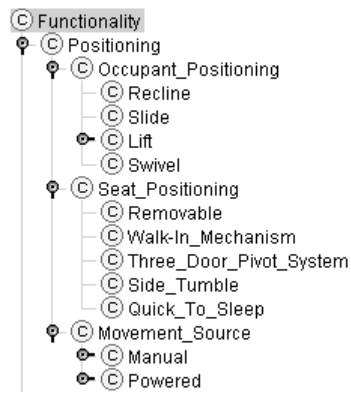 C Functionality
C Positioning
C Occupant_Positioning
C Recline
C Slide
C Lift
C Swivel
C Seat_Positioning
C Removable
C Walk-In_Mechanism
C Three_Door_Pivot_System
C Side_Tumble
C Quick_To_Sleep
C Movement_Source
C Manual
C Powered